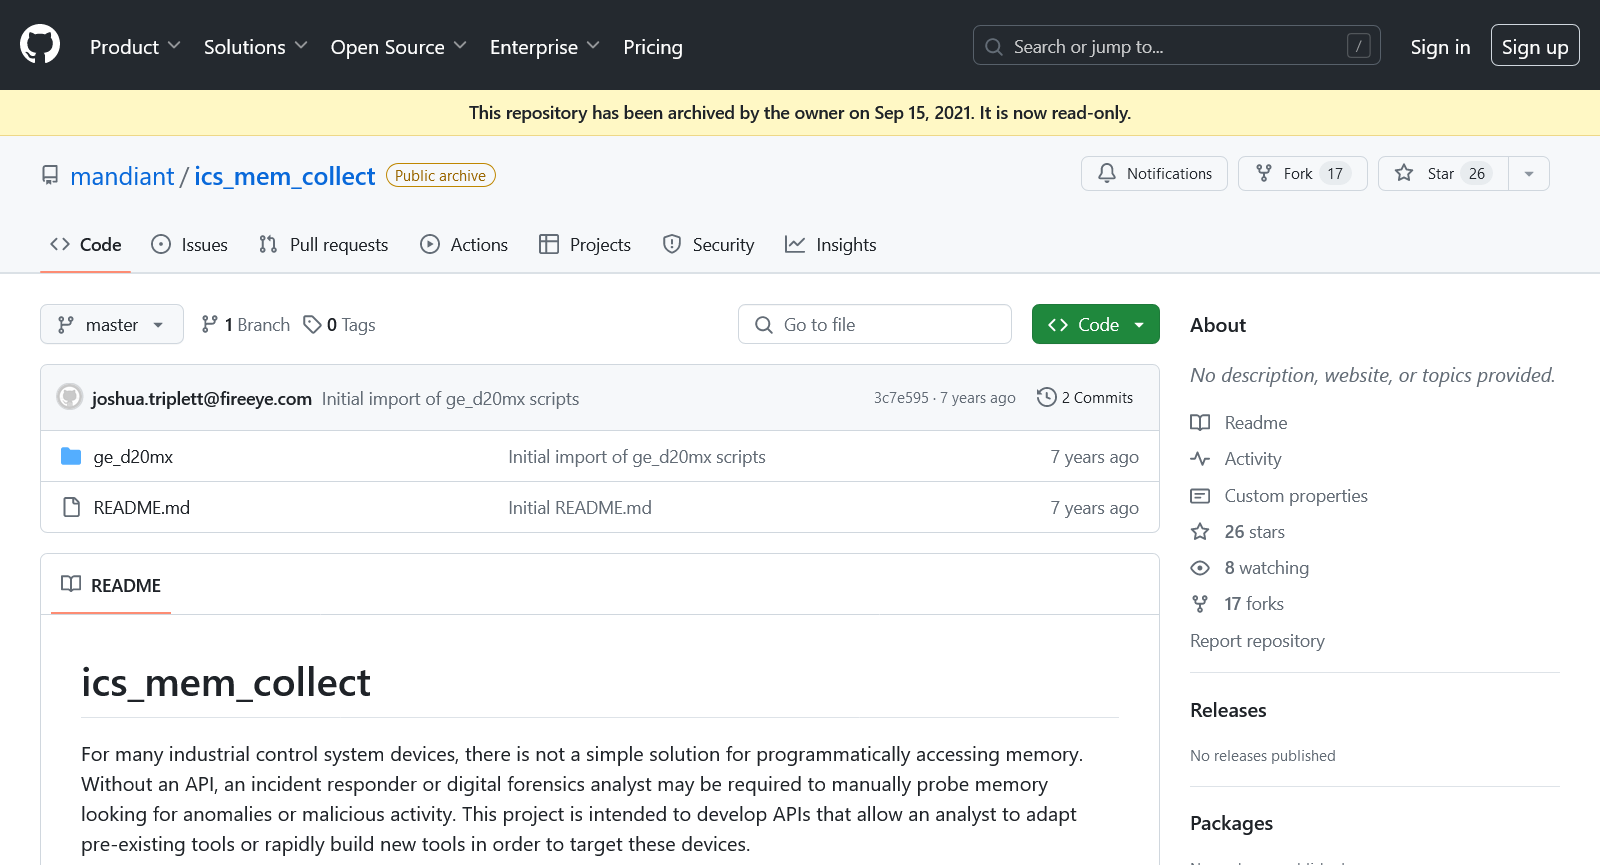 Product Solutions Open Source Enterprise Pricing Search or jump to... / Sign in Sign up
This repository has been archived by the owner on Sep 15, 2021. It is now read-only.
mandiant / ics_mem_collect Public archive Notifications Fork 17 Star 26
Code Issues Pull requests Actions Projects Security Insights
master 1 Branch 0 Tags Go to file Code
joshua.triplett@fireeye.com Initial import of ge_d20mx scripts 3c7e595 · 7 years ago 2 Commits
ge_d20mx Initial import of ge_d20mx scripts 7 years ago
README.md Initial README.md 7 years ago
README
ics_mem_collect
For many industrial control system devices, there is not a simple solution for programmatically accessing memory.
Without an API, an incident responder or digital forensics analyst may be required to manually probe memory
looking for anomalies or malicious activity. This project is intended to develop APIs that allow an analyst to adapt
pre-existing tools or rapidly build new tools in order to target these devices.
About
No description, website, or topics provided.
Readme
Activity
Custom properties
26 stars
8 watching
17 forks
Report repository
Releases
No releases published
Packages